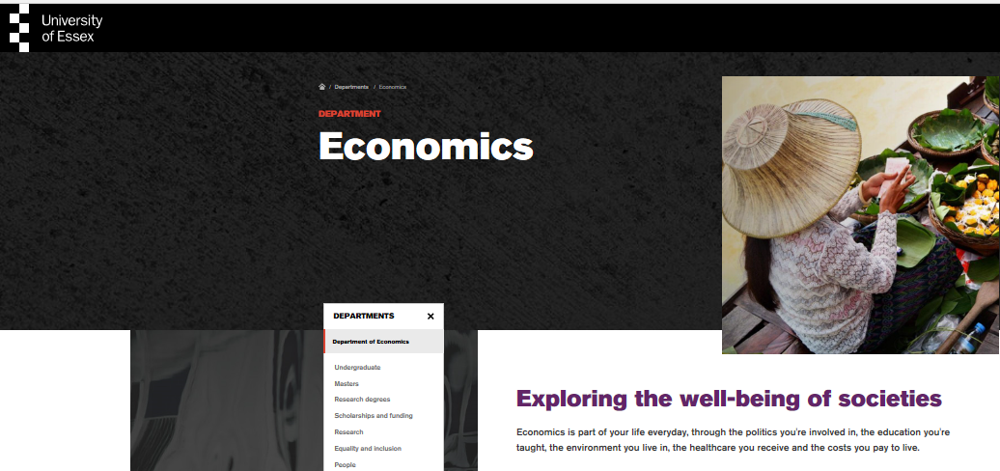 University
of Essex
/ Departments / Economics
DEPARTMENT
Economics
DEPARTMENTS ×
Department of Economics
Undergraduate
Masters
Research degrees
Scholarships and funding
Research
Equality and inclusion
People
Exploring the well-being of societies
Economics is part of your life everyday, through the politics you're involved in, the education you're
taught, the environment you live in, the healthcare you receive and the costs you pay to live.